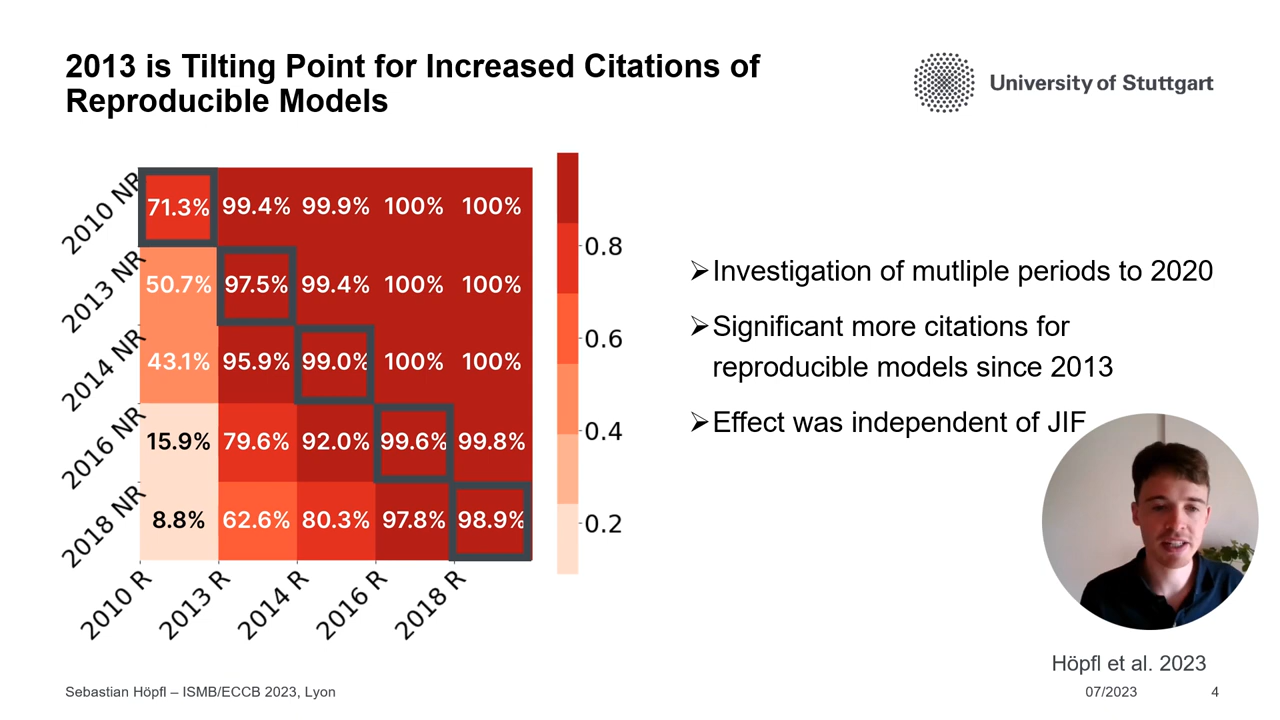 2013 is Tilting Point for Increased Citations of
Reproducible Models
University of Stuttgart
2010 NR 71.3% 99.4% 99.9% 100% 100%
2013 NR 50.7% 97.5% 99.4% 100% 100%
2014 NR 43.1% 95.9% 99.0% 100% 100%
2016 NR 15.9% 79.6% 92.0% 99.6% 99.8%
2018 NR 8.8% 62.6% 80.3% 97.8% 98.9%
2010 R 2013 R 2014 R 2016 R 2018 R
0.8
0.6
0.4
0.2
➢Investigation of mutliple periods to 2020
➢Significant more citations for
reproducible models since 2013
➢Effect was independent of JIF
Höpfl et al. 2023
Sebastian Höpfl – ISMB/ECCB 2023, Lyon
07/2023
4